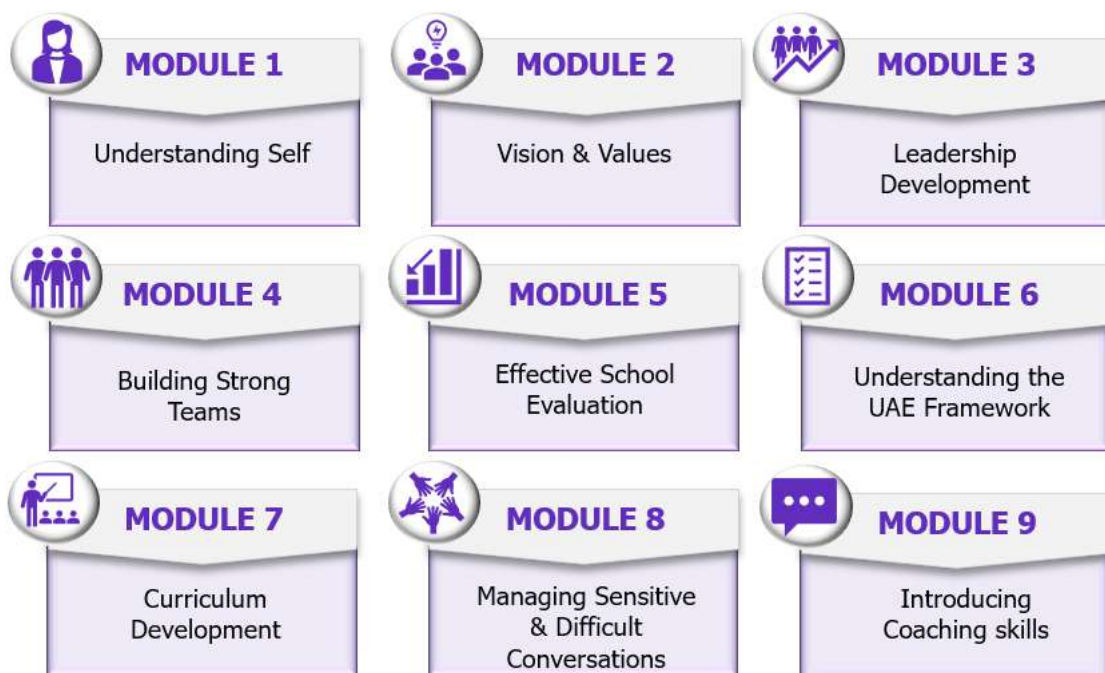 MODULE 1
Understanding Self
MODULE 2
Vision & Values
MODULE 3
Leadership
Development
MODULE 4
Building Strong
Teams
MODULE 5
Effective School
Evaluation
MODULE 6
Understanding the
UAE Framework
MODULE 7
Curriculum
Development
MODULE 8
Managing Sensitive
& Difficult
Conversations
MODULE 9
Introducing
Coaching skills